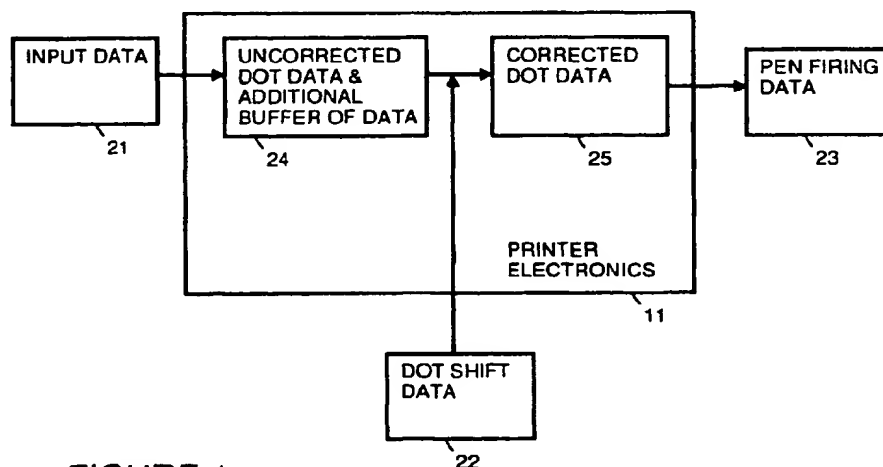 INPUT DATA
21
UNCORRECTED
DOT DATA &
ADDITIONAL
BUFFER OF DATA
24
CORRECTED
DOT DATA
25
PEN FIRING
DATA
23
PRINTER
ELECTRONICS
11
DOT SHIFT
DATA
22